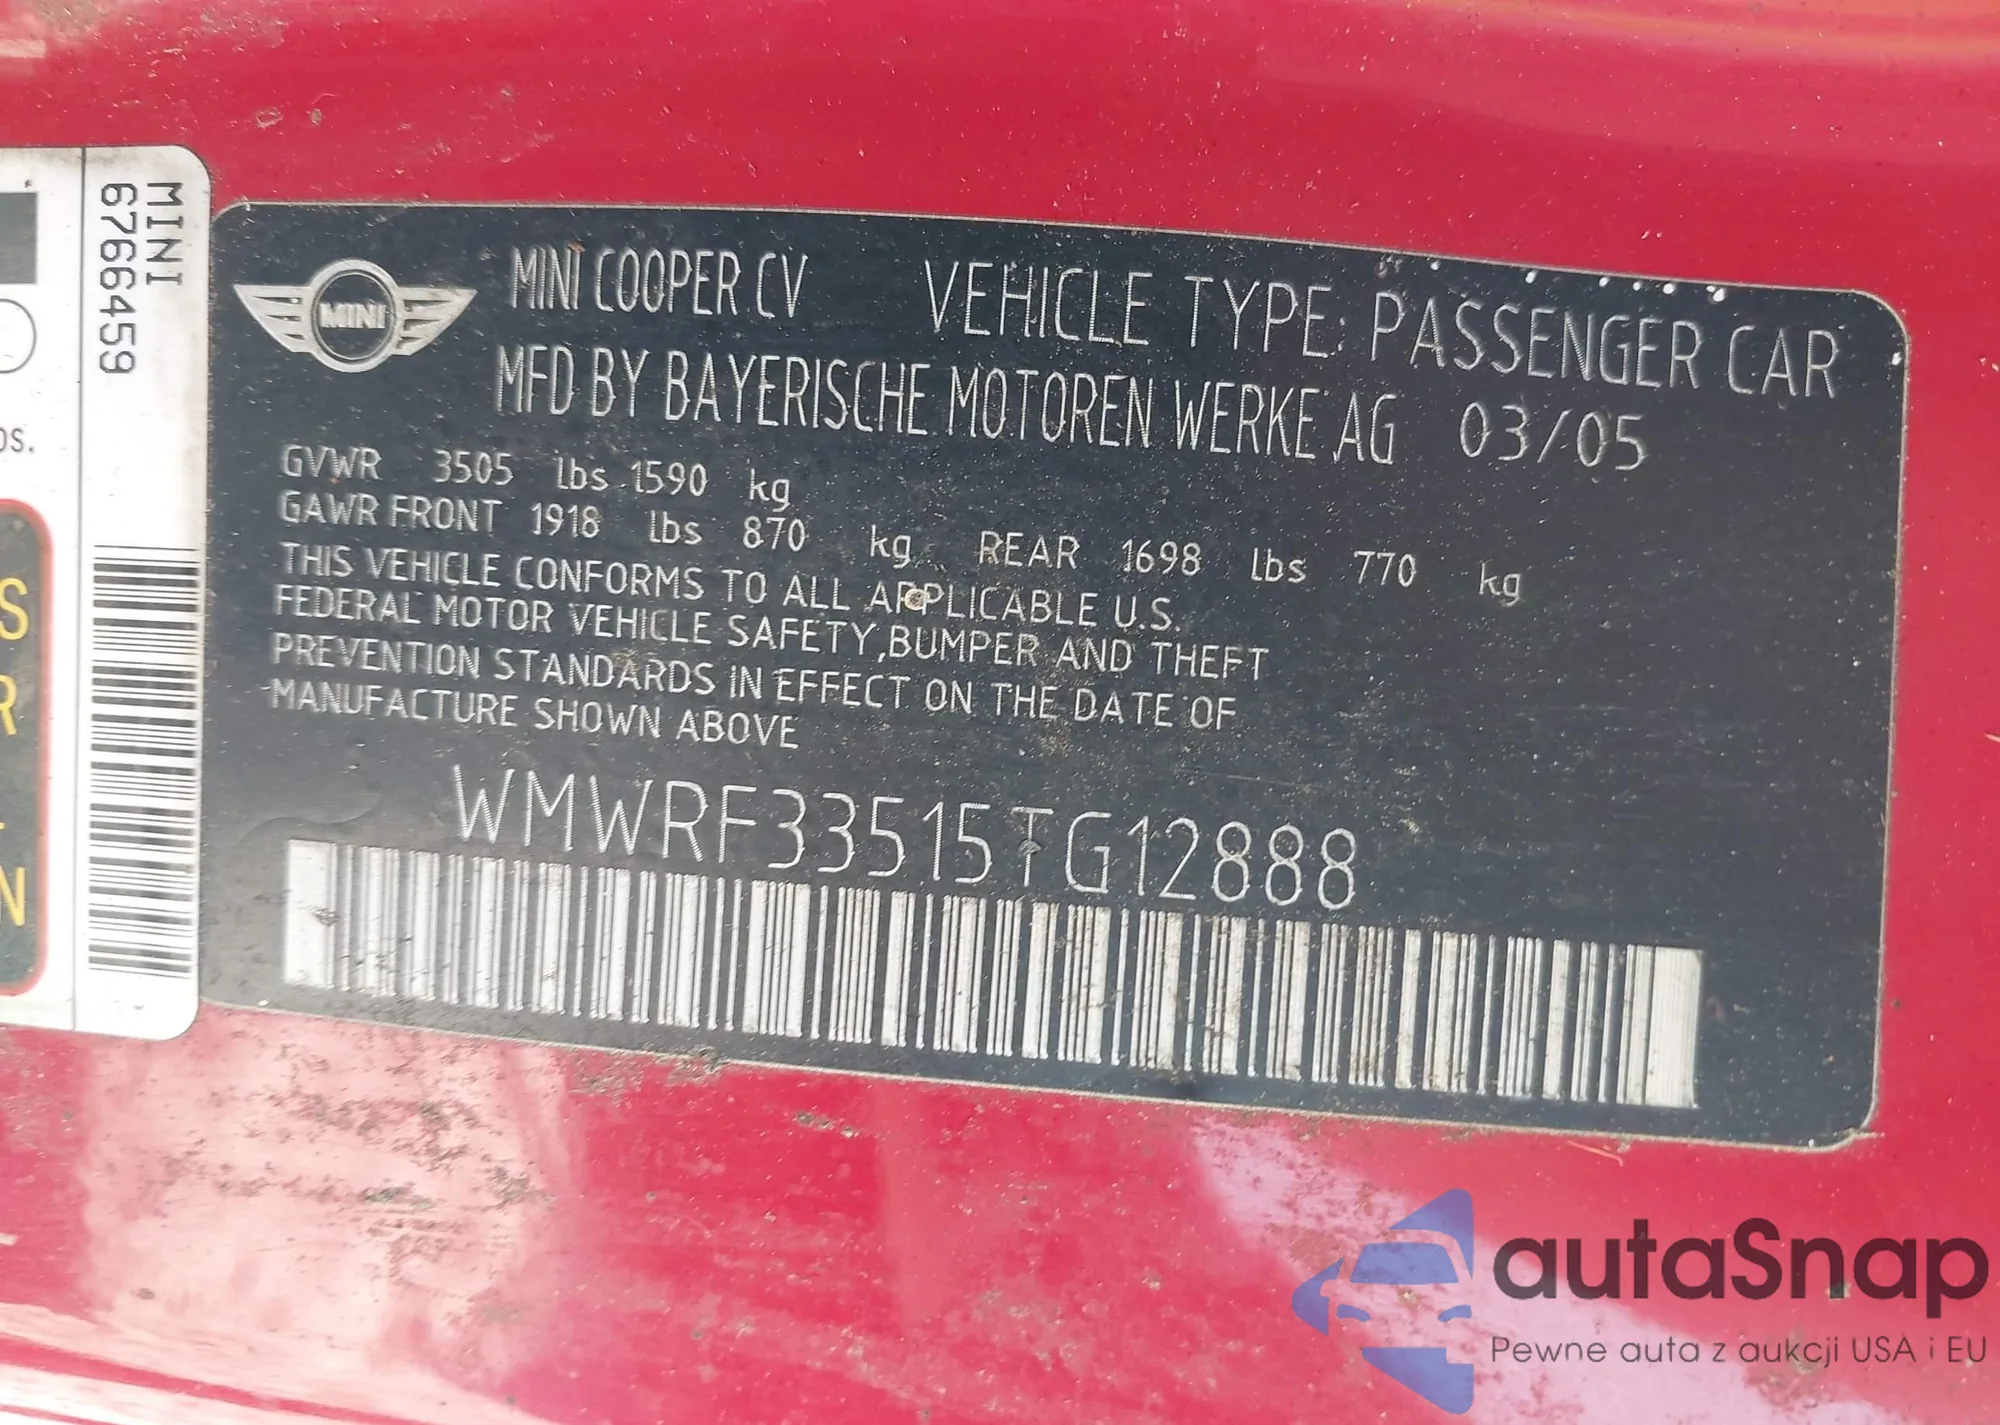 MINI
6766459
os.
S
R
N
MINI
MINI COOPER CV
VEHICLE TYPE: PASSENGER CAR
MFD BY BAYERISCHE MOTOREN WERKE AG 03/05
GVWR 3505 lbs 1590 kg
GAWR FRONT 1918 lbs 870 kg REAR 1698 lbs 770 kg
THIS VEHICLE CONFORMS TO ALL APPLICABLE U.S.
FEDERAL MOTOR VEHICLE SAFETY,BUMPER AND THEFT
PREVENTION STANDARDS IN EFFECT ON THE DATE OF
MANUFACTURE SHOWN ABOVE
WMWRF33515TG12888
autaSnap
Pewne auta z aukcji USA i EU